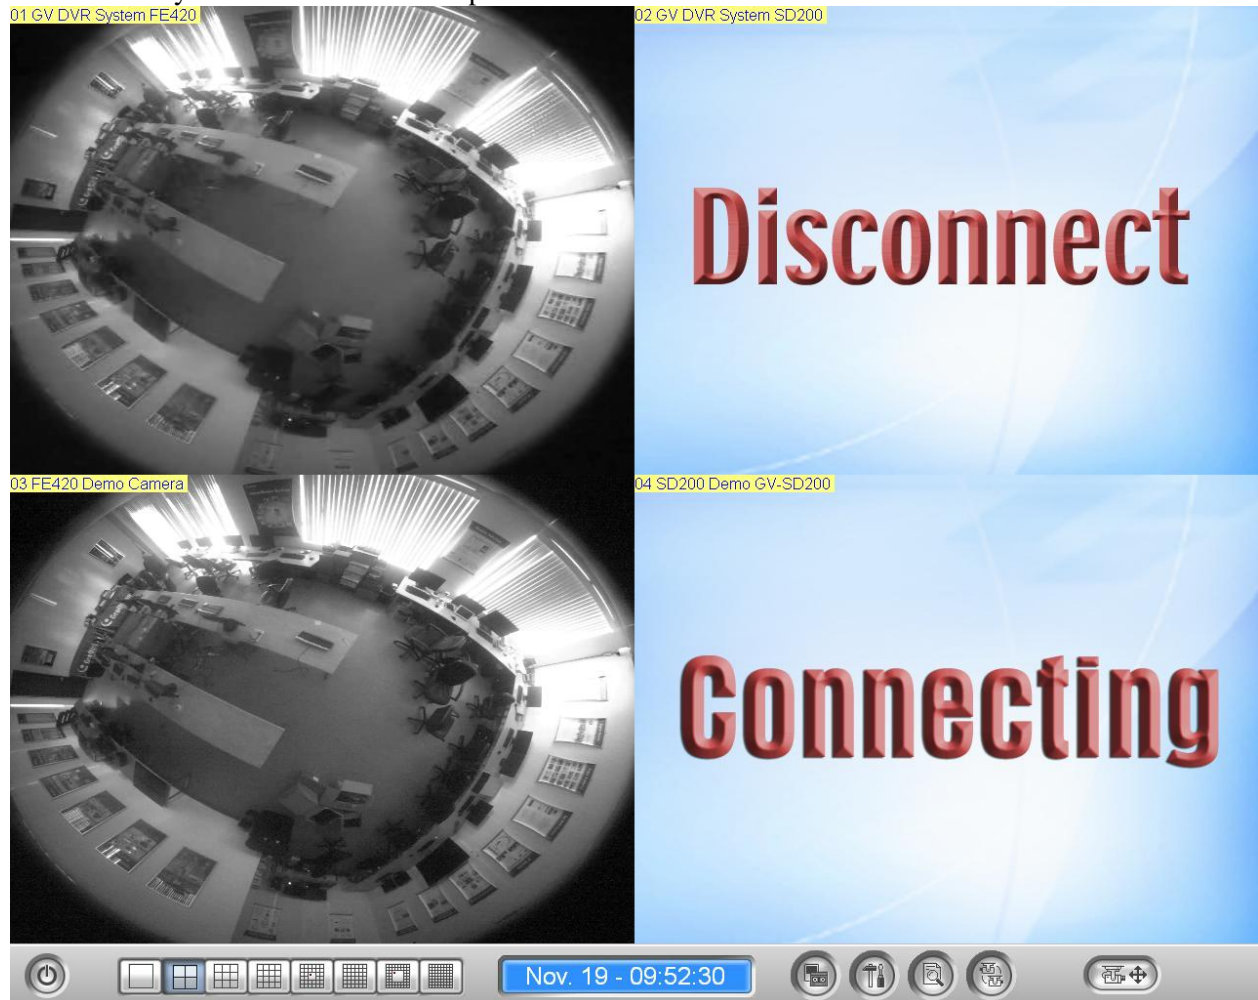 01 GV DVR System FE420
02 GV DVR System SD200
Disconnect
03 FE420 Demo Camera
04 SD200 Demo GV-SD200
Connecting
Nov. 19 - 09:52:30